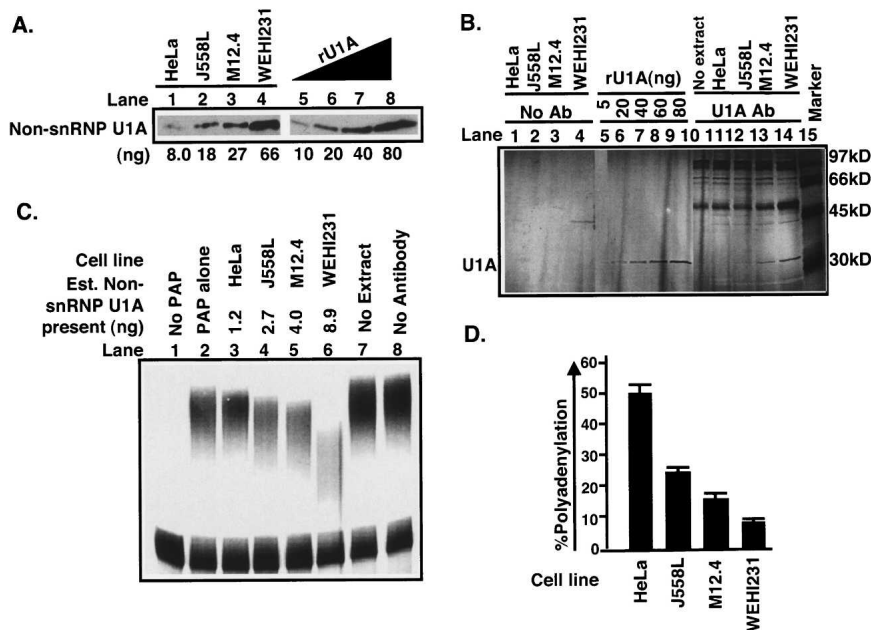 A.
HeLa
J558L
M12.4
WEHI231
rU1A
Lane 1 2 3 4 5 6 7 8
Non-snRNP U1A
(ng) 8.0 18 27 66 10 20 40 80
B.
HeLa
J558L
M12.4
WEHI231
No Ab
rU1A(ng)
5
20
40
60
80
No extract
HeLa
J558L
M12.4
WEHI231
U1A Ab
Marker
Lane 1 2 3 4 5 6 7 8 9 10 11 12 13 14 15
97kD
66kD
45kD
30kD
U1A
C.
Cell line
Est. Non-
snRNP U1A
present (ng)
No PAP
PAP alone
HeLa
1.2
J558L
2.7
M12.4
4.0
WEHI231
8.9
No Extract
No Antibody
Lane 1 2 3 4 5 6 7 8
D.
%Polyadenylation
60
50
40
30
20
10
0
Cell line
HeLa
J558L
M12.4
WEHI231